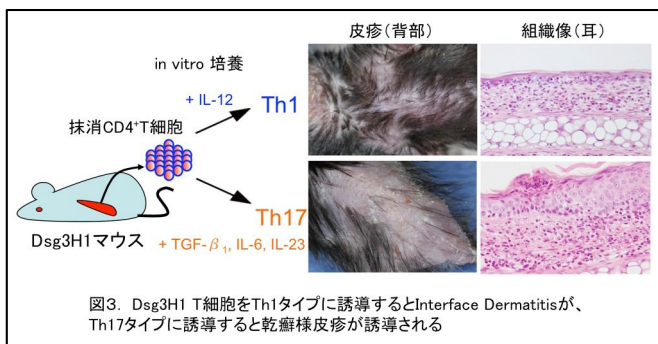 皮疹(背部)
組織像(耳)
in vitro 培養
+ IL-12
Th1
抹消CD4⁺T細胞
Th17
Dsg3H1マウス
+ TGF-β₁, IL-6, IL-23
図3. Dsg3H1 T細胞をTh1タイプに誘導するとInterface Dermatitisが、
Th17タイプに誘導すると乾癬様皮疹が誘導される